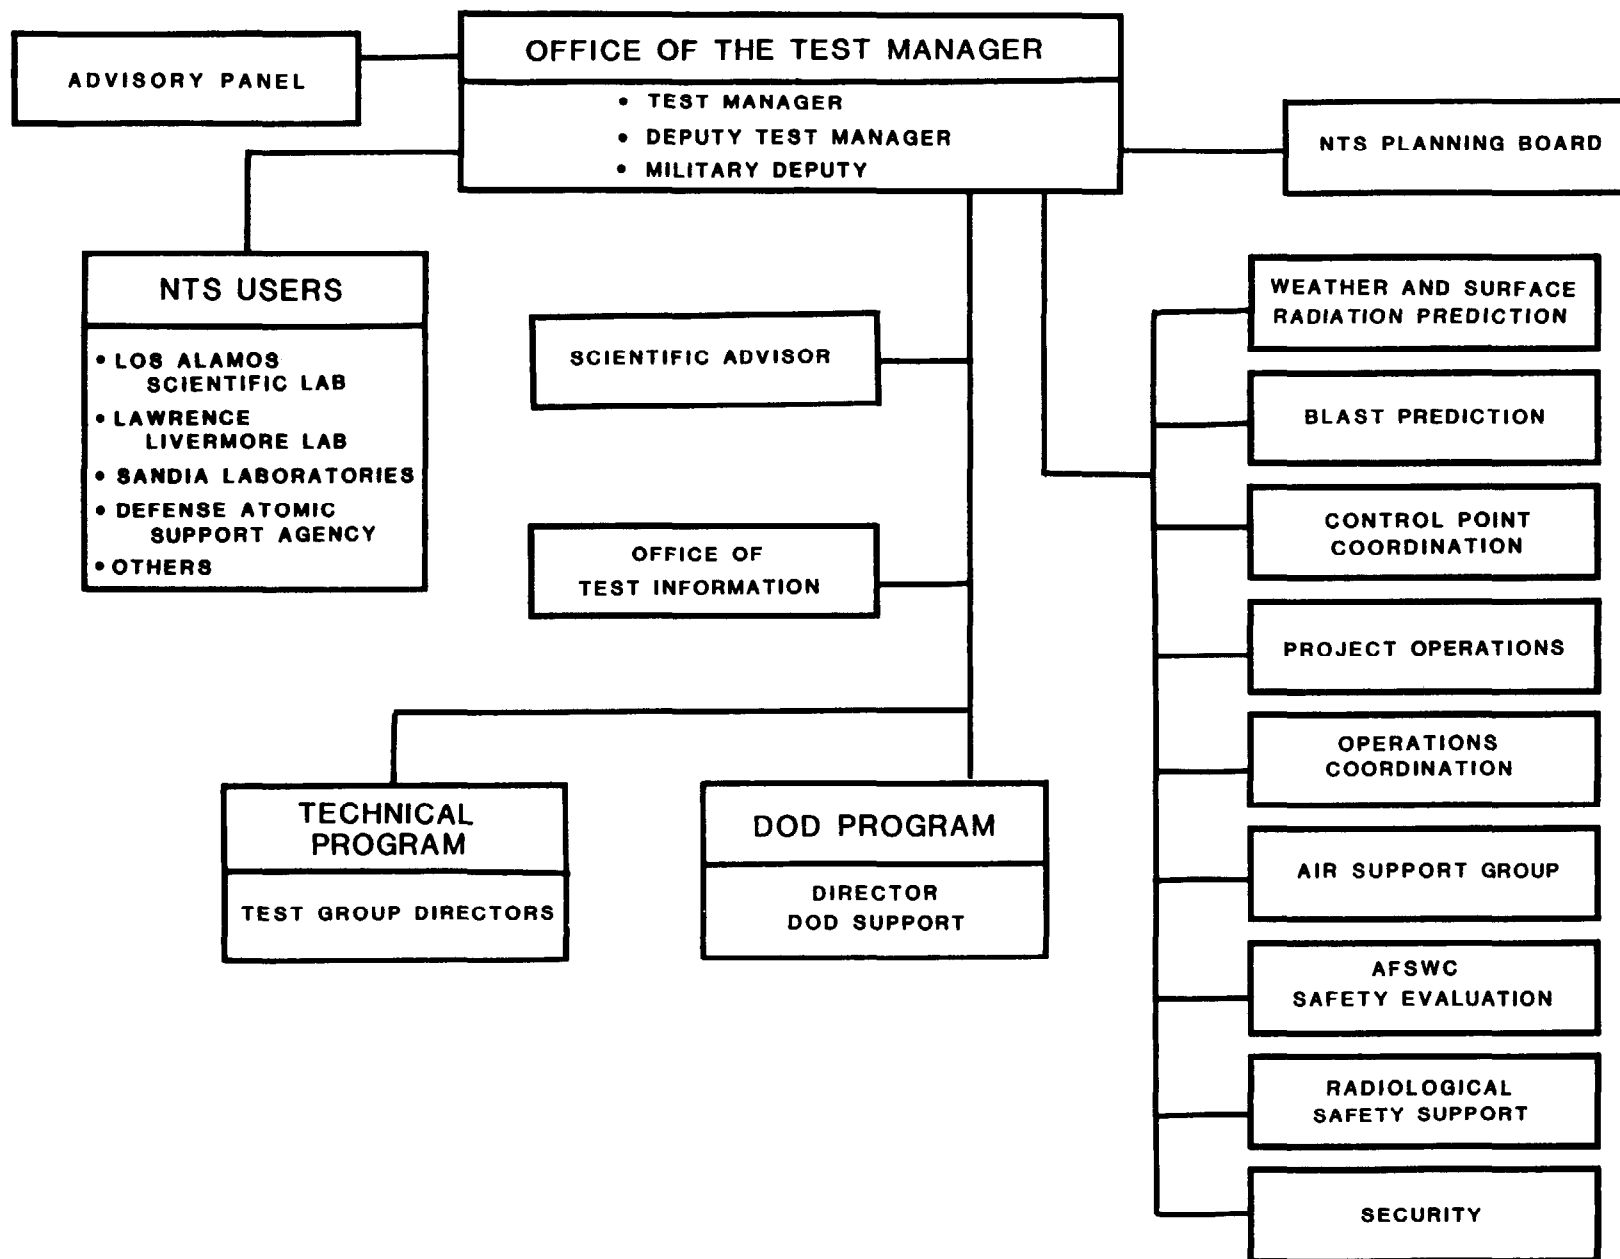 OFFICE OF THE TEST MANAGER
• TEST MANAGER
• DEPUTY TEST MANAGER
• MILITARY DEPUTY
ADVISORY PANEL
NTS PLANNING BOARD
NTS USERS
• LOS ALAMOS
SCIENTIFIC LAB
• LAWRENCE
LIVERMORE LAB
• SANDIA LABORATORIES
• DEFENSE ATOMIC
SUPPORT AGENCY
• OTHERS
SCIENTIFIC ADVISOR
OFFICE OF
TEST INFORMATION
TECHNICAL
PROGRAM
TEST GROUP DIRECTORS
DOD PROGRAM
DIRECTOR
DOD SUPPORT
WEATHER AND SURFACE
RADIATION PREDICTION
BLAST PREDICTION
CONTROL POINT
COORDINATION
PROJECT OPERATIONS
OPERATIONS
COORDINATION
AIR SUPPORT GROUP
AFSWC
SAFETY EVALUATION
RADIOLOGICAL
SAFETY SUPPORT
SECURITY